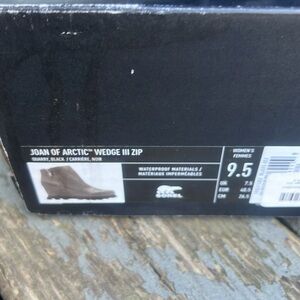 JOAN OF ARCTIC™ WEDGE III ZIP
QUARRY, BLACK / CARRIÈRE, NOIR
WATERPROOF MATERIALS /
MATÉRIAUX IMPERMÉABLES
SOREL
WOMEN'S
FEMMES
9.5
UK 7.5
EUR 40.5
CM 26.5